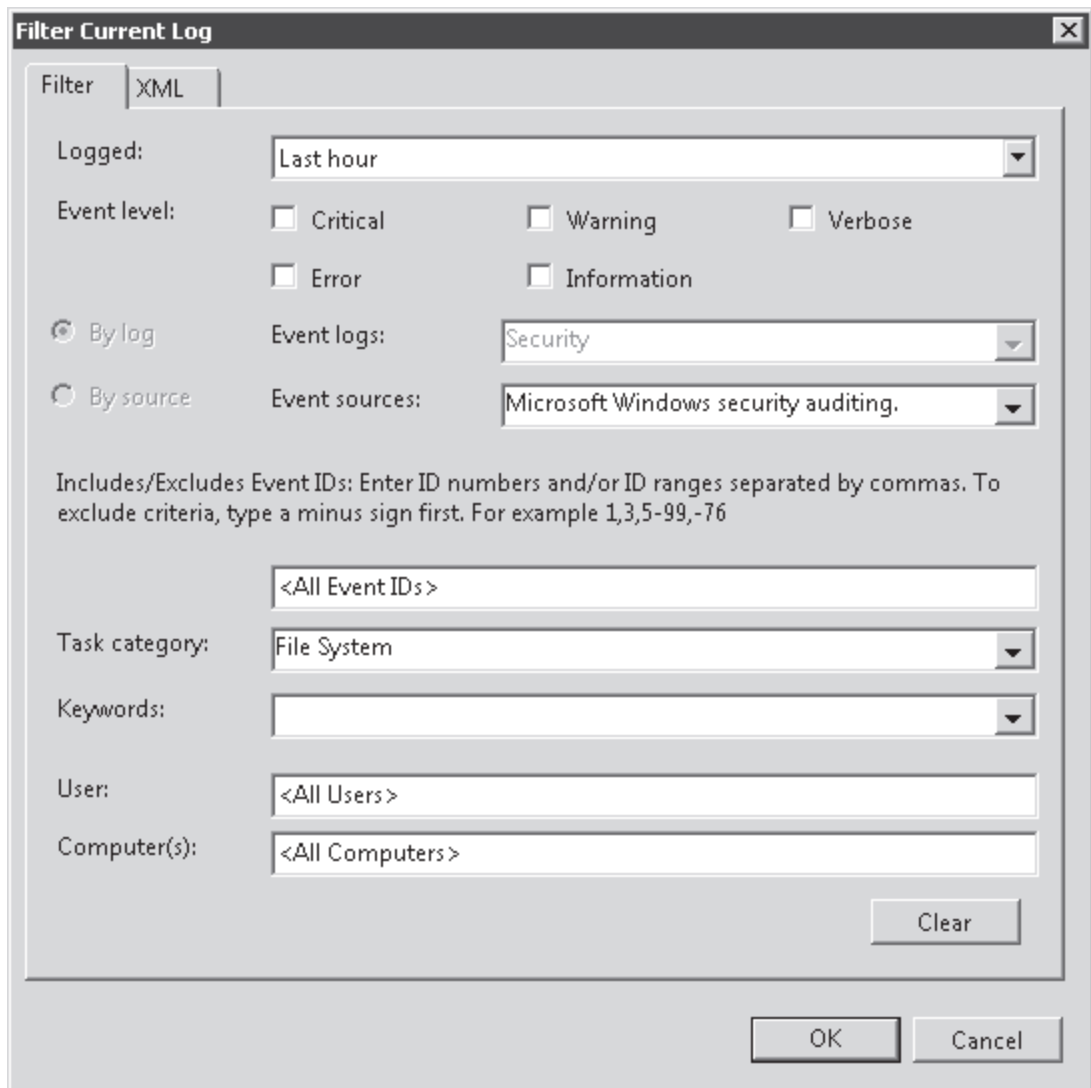 Filter Current Log
Filter
XML
Logged:
Last hour
Event level:
Critical
Warning
Verbose
Error
Information
By log
Event logs:
Security
By source
Event sources:
Microsoft Windows security auditing.
Includes/Excludes Event IDs: Enter ID numbers and/or ID ranges separated by commas. To
exclude criteria, type a minus sign first. For example 1,3,5-99,-76
<All Event IDs>
Task category:
File System
Keywords:
User:
<All Users>
Computer(s):
<All Computers>
Clear
OK
Cancel